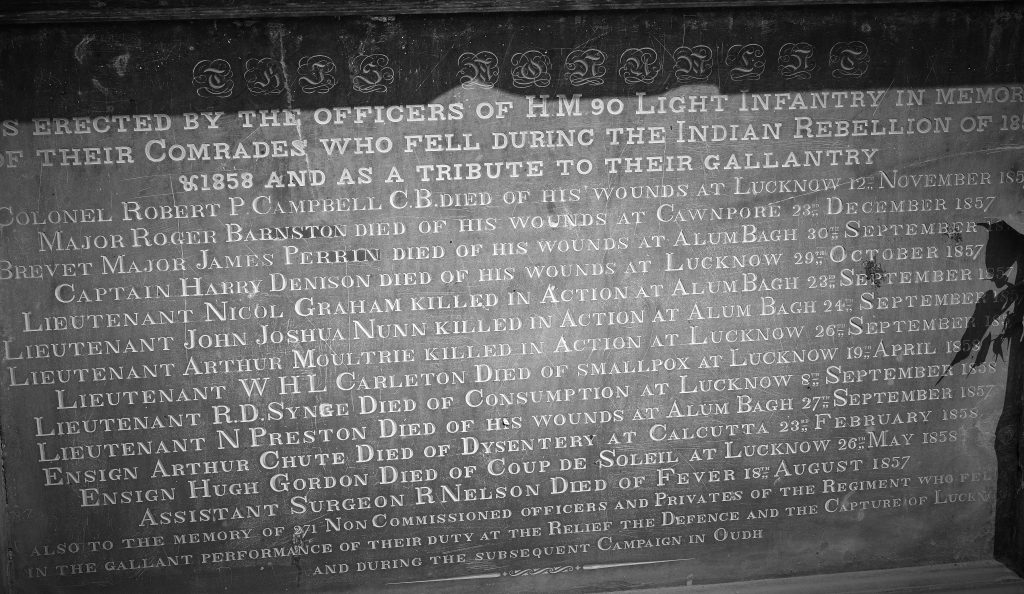 THIS MONUMENT
S ERECTED BY THE OFFICERS OF H.M 90 LIGHT INFANTRY IN MEMOR
OF THEIR COMRADES WHO FELL DURING THE INDIAN REBELLION OF 18
&1858 AND AS A TRIBUTE TO THEIR GALLANTRY
COLONEL ROBERT P. CAMPBELL C.B. DIED OF HIS WOUNDS AT LUCKNOW 12TH NOVEMBER 185
MAJOR ROGER BARNSTON DIED OF HIS WOUNDS AT CAWNPORE 23RD DECEMBER 1857
BREVET MAJOR JAMES PERRIN DIED OF HIS WOUNDS AT ALUMBAGH 30TH SEPTEMBER
CAPTAIN HARRY DENISON DIED OF HIS WOUNDS AT LUCKNOW 29TH OCTOBER 1857
LIEUTENANT NICOL GRAHAM KILLED IN ACTION AT ALUMBAGH 23RD SEPTEMBER 185
LIEUTENANT JOHN JOSHUA NUNN KILLED IN ACTION AT ALUM BAGH 24TH SEPTEMBER
LIEUTENANT ARTHUR MOULTRIE KILLED IN ACTION AT LUCKNOW 26TH SEPTEMBER
LIEUTENANT W H L CARLETON DIED OF SMALLPOX AT LUCKNOW 19TH APRIL 1858
LIEUTENANT R.D. SYNGE DIED OF CONSUMPTION AT LUCKNOW 8TH SEPTEMBER 1858
LIEUTENANT N PRESTON DIED OF HIS WOUNDS AT ALUM BAGH 27TH SEPTEMBER 1857
ENSIGN ARTHUR CHUTE DIED OF DYSENTERY AT CALCUTTA 23RD FEBRUARY 1858
ENSIGN HUGH GORDON DIED OF COUP DE SOLEIL AT LUCKNOW 26TH MAY 1858
ASSISTANT SURGEON R NELSON DIED OF FEVER 18TH AUGUST 1857
ALSO TO THE MEMORY OF 271 NON COMMISSIONED OFFICERS AND PRIVATES OF THE REGIMENT WHO FEL
IN THE GALLANT PERFORMANCE OF THEIR DUTY AT THE RELIEF THE DEFENCE AND THE CAPTURE OF LUCKN
AND DURING THE SUBSEQUENT CAMPAIGN IN OUDH